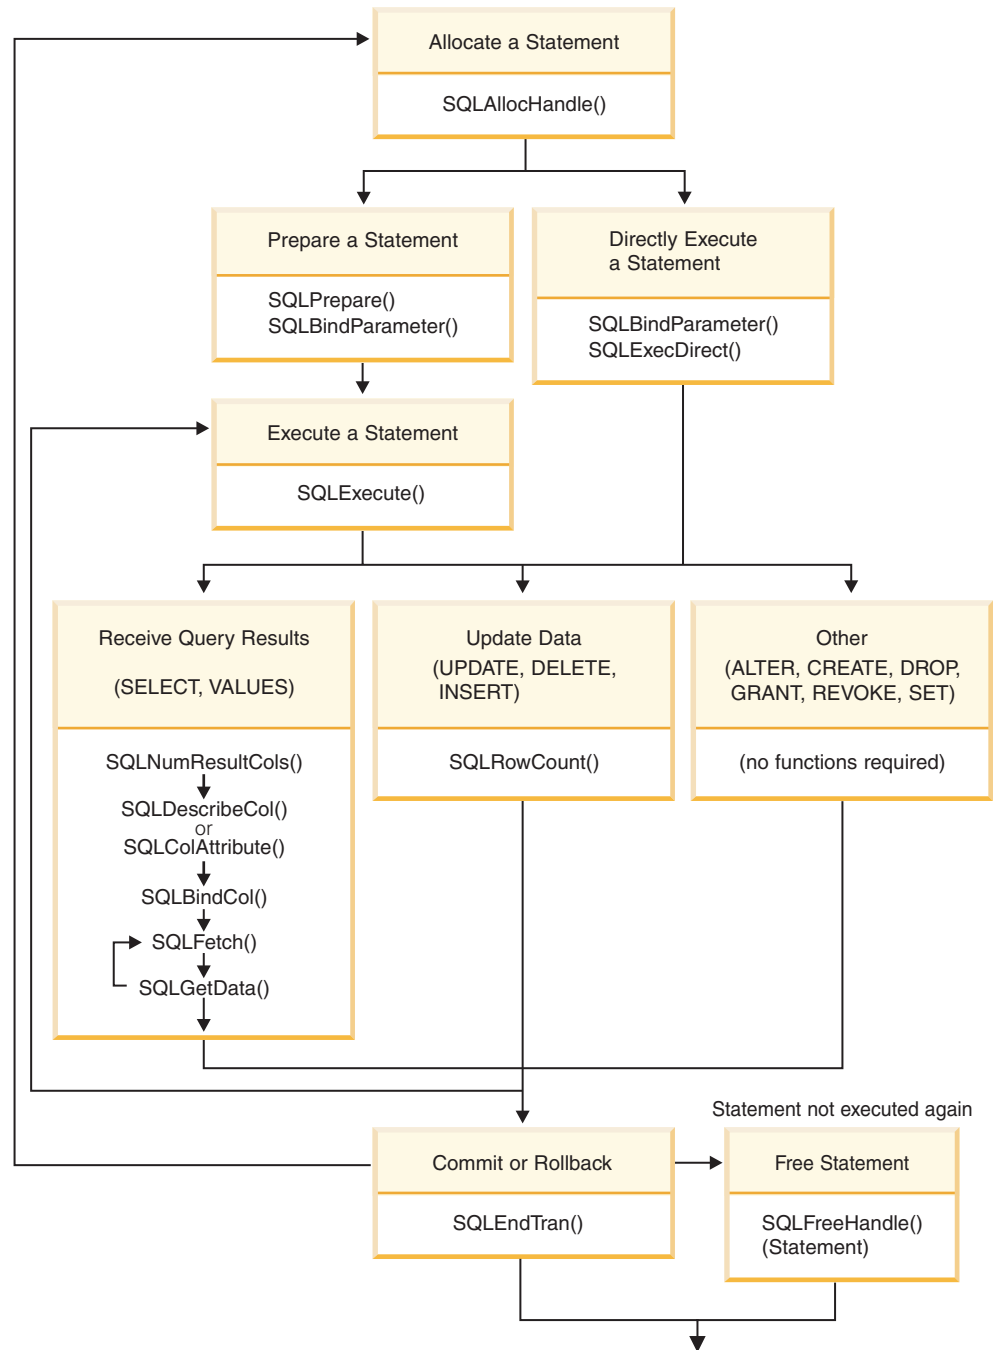 Allocate a Statement
SQLAllocHandle()
Prepare a Statement
SQLPrepare()
SQLBindParameter()
Directly Execute
a Statement
SQLBindParameter()
SQLExecDirect()
Execute a Statement
SQLExecute()
Receive Query Results
(SELECT, VALUES)
SQLNumResultCols()
SQLDescribeCol()
or
SQLColAttribute()
SQLBindCol()
SQLFetch()
SQLGetData()
Update Data
(UPDATE, DELETE,
INSERT)
SQLRowCount()
Other
(ALTER, CREATE, DROP,
GRANT, REVOKE, SET)
(no functions required)
Commit or Rollback
SQLEndTran()
Statement not executed again
Free Statement
SQLFreeHandle()
(Statement)